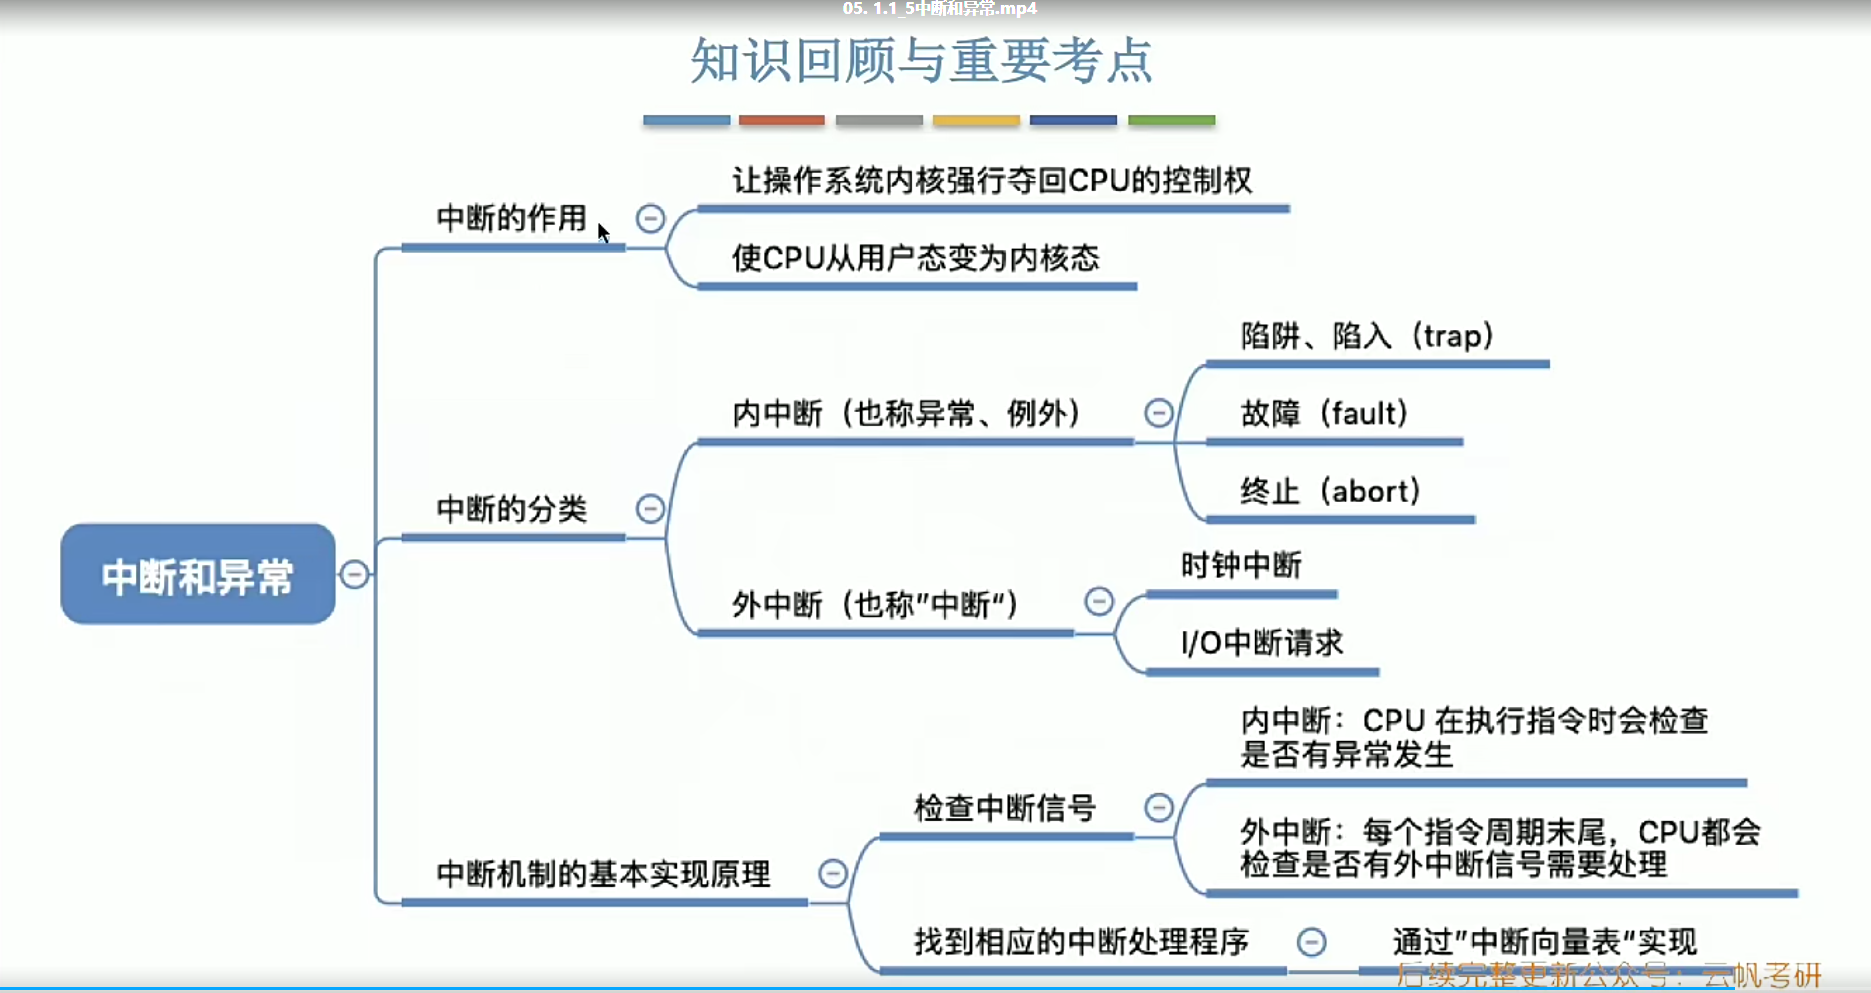 05. 1.1_5中断和异常.mp4
知识回顾与重要考点
让操作系统内核强行夺回CPU的控制权
中断的作用
使CPU从用户态变为内核态
陷阱、陷入（trap）
内中断（也称异常、例外）
故障（fault）
终止（abort）
中断的分类
时钟中断
外中断（也称”中断“）
I/O中断请求
中断和异常
内中断：CPU 在执行指令时会检查
是否有异常发生
检查中断信号
外中断：每个指令周期末尾，CPU都会
检查是否有外中断信号需要处理
中断机制的基本实现原理
找到相应的中断处理程序
通过”中断向量表“实现
后续完整更新公众号：云帆考研